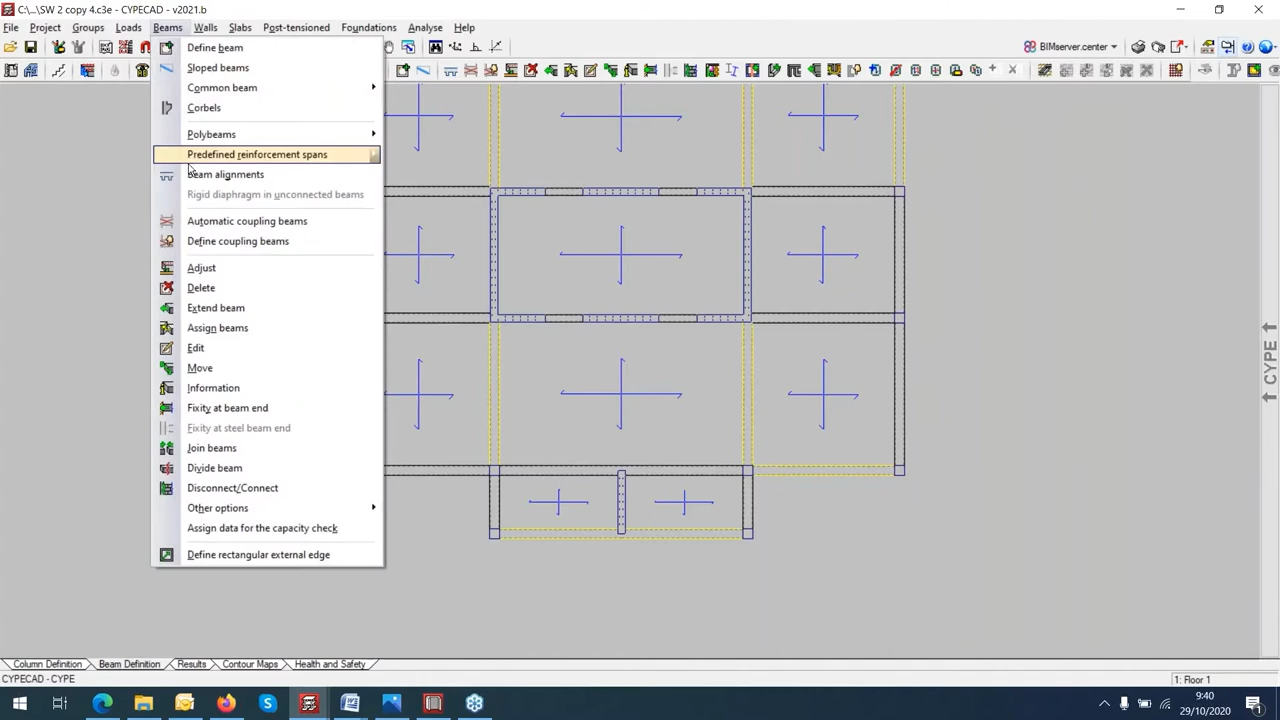 C:\...\SW 2 copy 4.c3e - CYPECAD - v2021.b
File Project Groups Loads Beams Walls Slabs Post-tensioned Foundations Analyse Help
BIMserver.center
Define beam
Sloped beams
Common beam
Corbels
Polybeams
Predefined reinforcement spans
Beam alignments
Rigid diaphragm in unconnected beams
Automatic coupling beams
Define coupling beams
Adjust
Delete
Extend beam
Assign beams
Edit
Move
Information
Fixity at beam end
Fixity at steel beam end
Join beams
Divide beam
Disconnect/Connect
Other options
Assign data for the capacity check
Define rectangular external edge
CYPE
Column Definition Beam Definition Results Contour Maps Health and Safety
CYPECAD - CYPE 1: Floor 1
9:40
29/10/2020